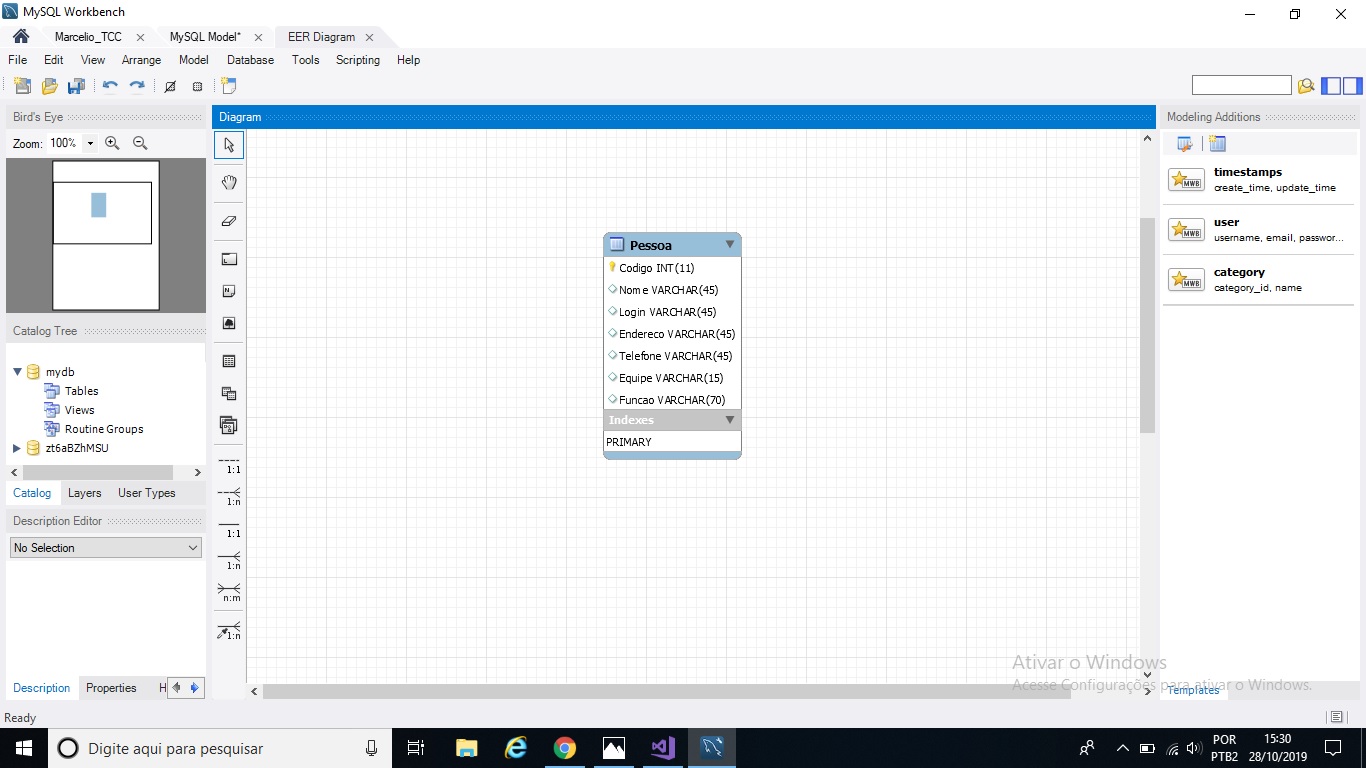 MySQL Workbench
Marcelio_TCC
MySQL Model*
EER Diagram
File Edit View Arrange Model Database Tools Scripting Help
Bird's Eye
Zoom: 100%
Diagram
Modeling Additions
timestamps
create_time, update_time
user
username, email, passwor...
category
category_id, name
Pessoa
Codigo INT(11)
Nome VARCHAR(45)
Login VARCHAR(45)
Endereco VARCHAR(45)
Telefone VARCHAR(45)
Equipe VARCHAR(15)
Funcao VARCHAR(70)
Indexes
PRIMARY
Catalog Tree
mydb
Tables
Views
Routine Groups
zt6aBZhMSU
Catalog Layers User Types
Description Editor
No Selection
Description Properties H
1:1
1:n
1:1
1:n
n:m
1:n
Ativar o Windows
Acesse Configurações para ativar o Windows.
Templates
Ready
Digite aqui para pesquisar
POR
PTB2
15:30
28/10/2019